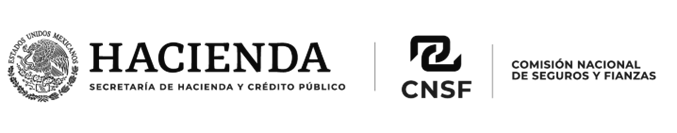 ESTADOS UNIDOS MEXICANOS
HACIENDA
SECRETARÍA DE HACIENDA Y CRÉDITO PÚBLICO
CNSF
COMISIÓN NACIONAL
DE SEGUROS Y FIANZAS